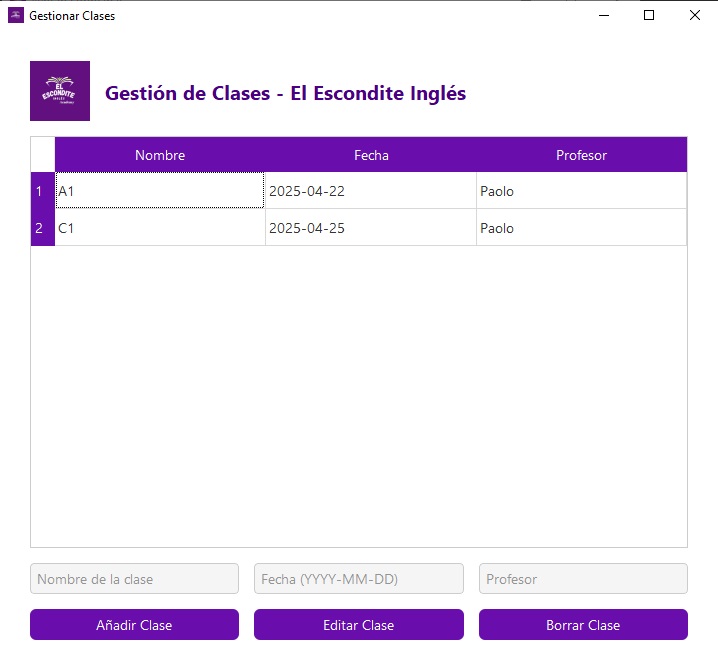 Gestionar Clases
EL
ESCONDITE
INGLÉS
Gestión de Clases - El Escondite Inglés
Nombre Fecha Profesor
1 A1 2025-04-22 Paolo
2 C1 2025-04-25 Paolo
Nombre de la clase Fecha (YYYY-MM-DD) Profesor
Añadir Clase Editar Clase Borrar Clase